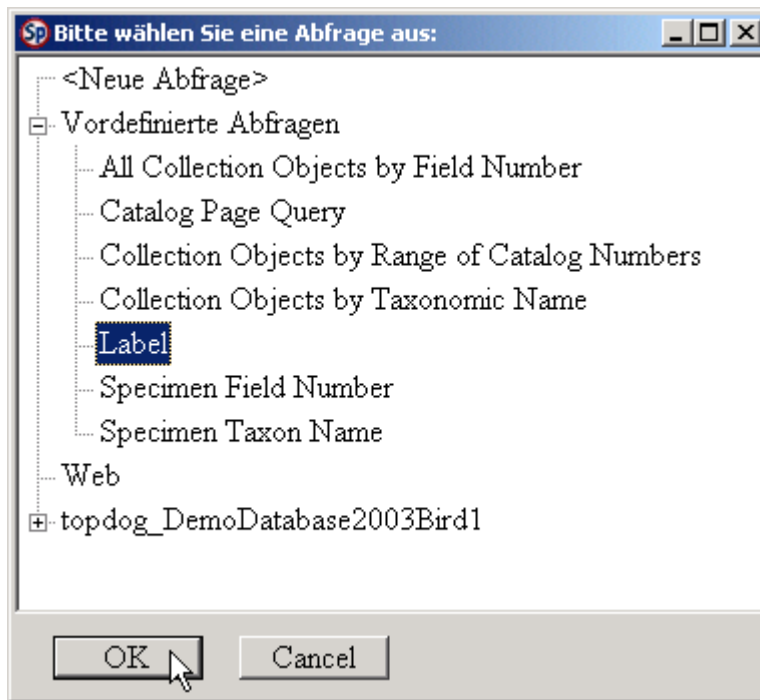 Sp Bitte wählen Sie eine Abfrage aus:
<Neue Abfrage>
Vordefinierte Abfragen
All Collection Objects by Field Number
Catalog Page Query
Collection Objects by Range of Catalog Numbers
Collection Objects by Taxonomic Name
Label
Specimen Field Number
Specimen Taxon Name
Web
topdog_DemoDatabase2003Bird1
OK Cancel